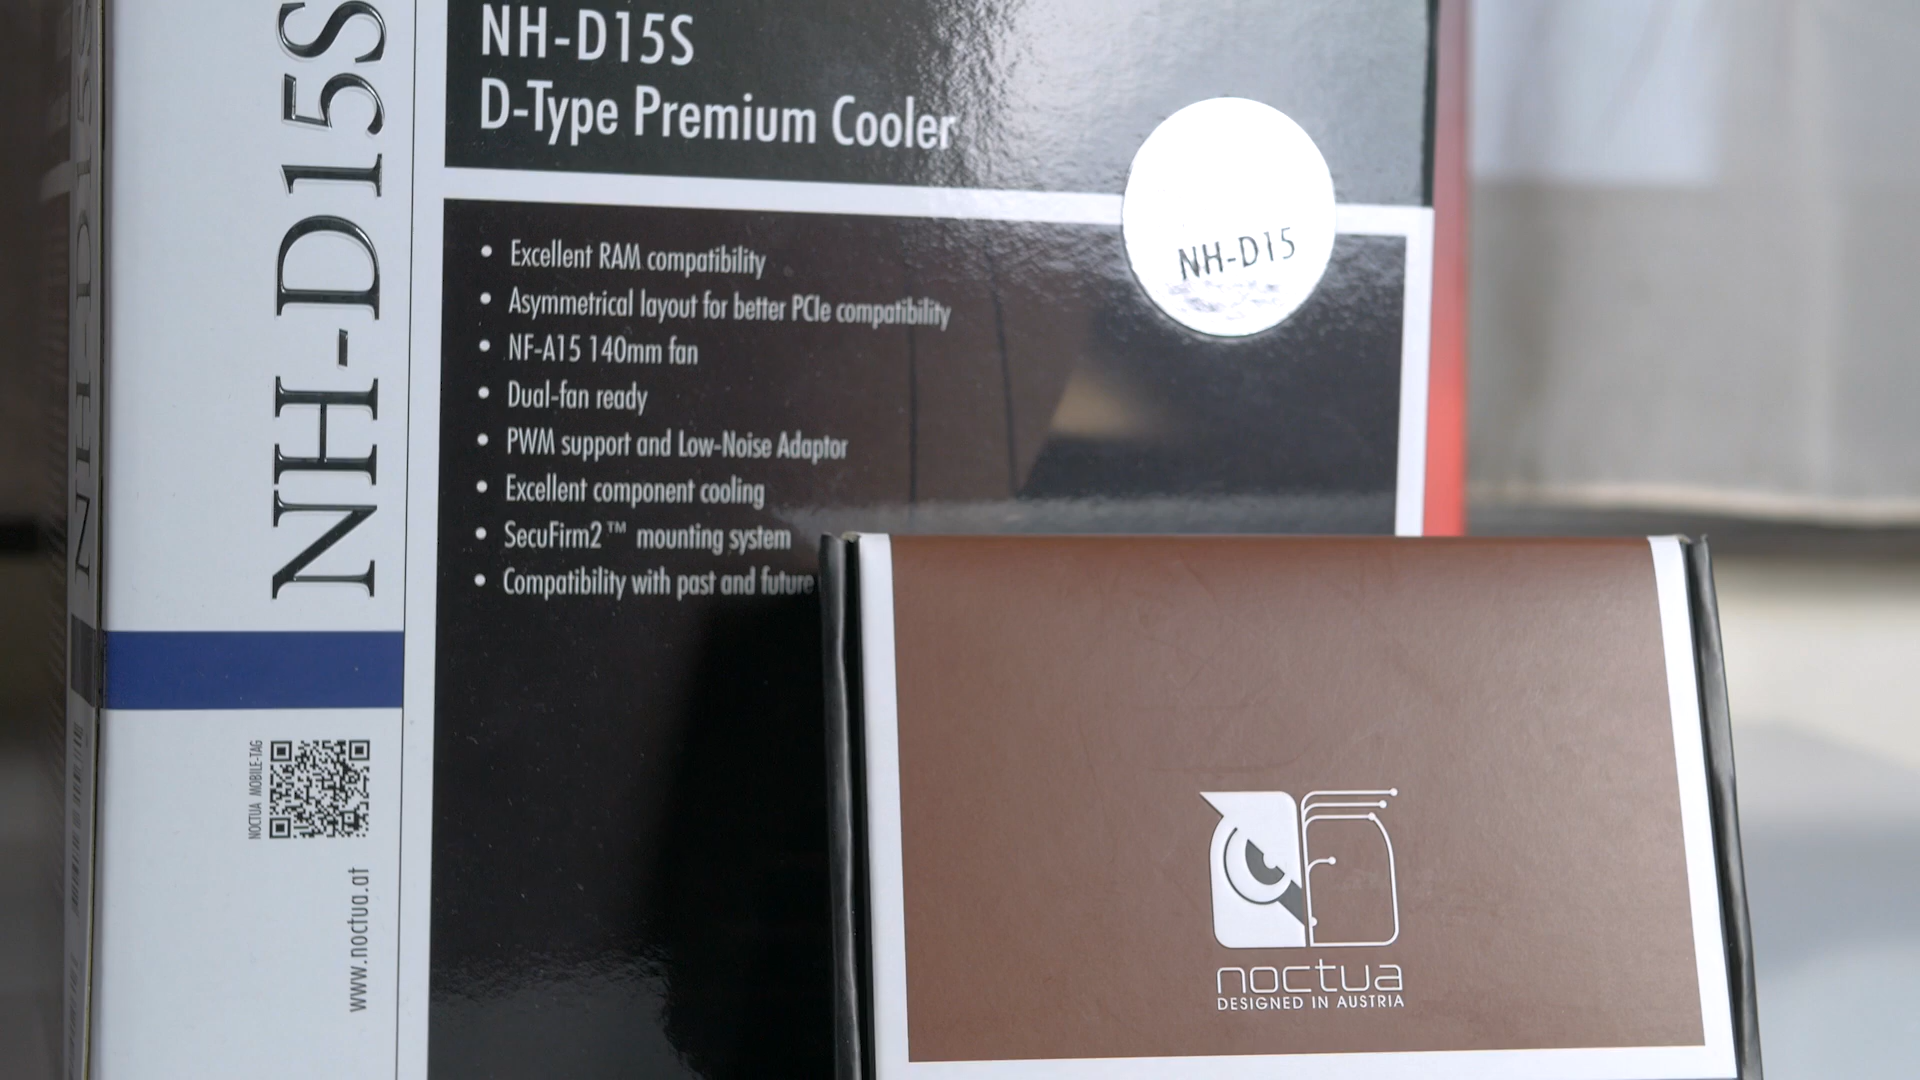 NH-D15S
NH-D15S
NOCTUA MOBILE-TAG
www.noctua.at
NH-D15S
D-Type Premium Cooler
NH-D15
• Excellent RAM compatibility
• Asymmetrical layout for better PCIe compatibility
• NF-A15 140mm fan
• Dual-fan ready
• PWM support and Low-Noise Adaptor
• Excellent component cooling
• SecuFirm2™ mounting system
• Compatibility with past and future
noctua
DESIGNED IN AUSTRIA